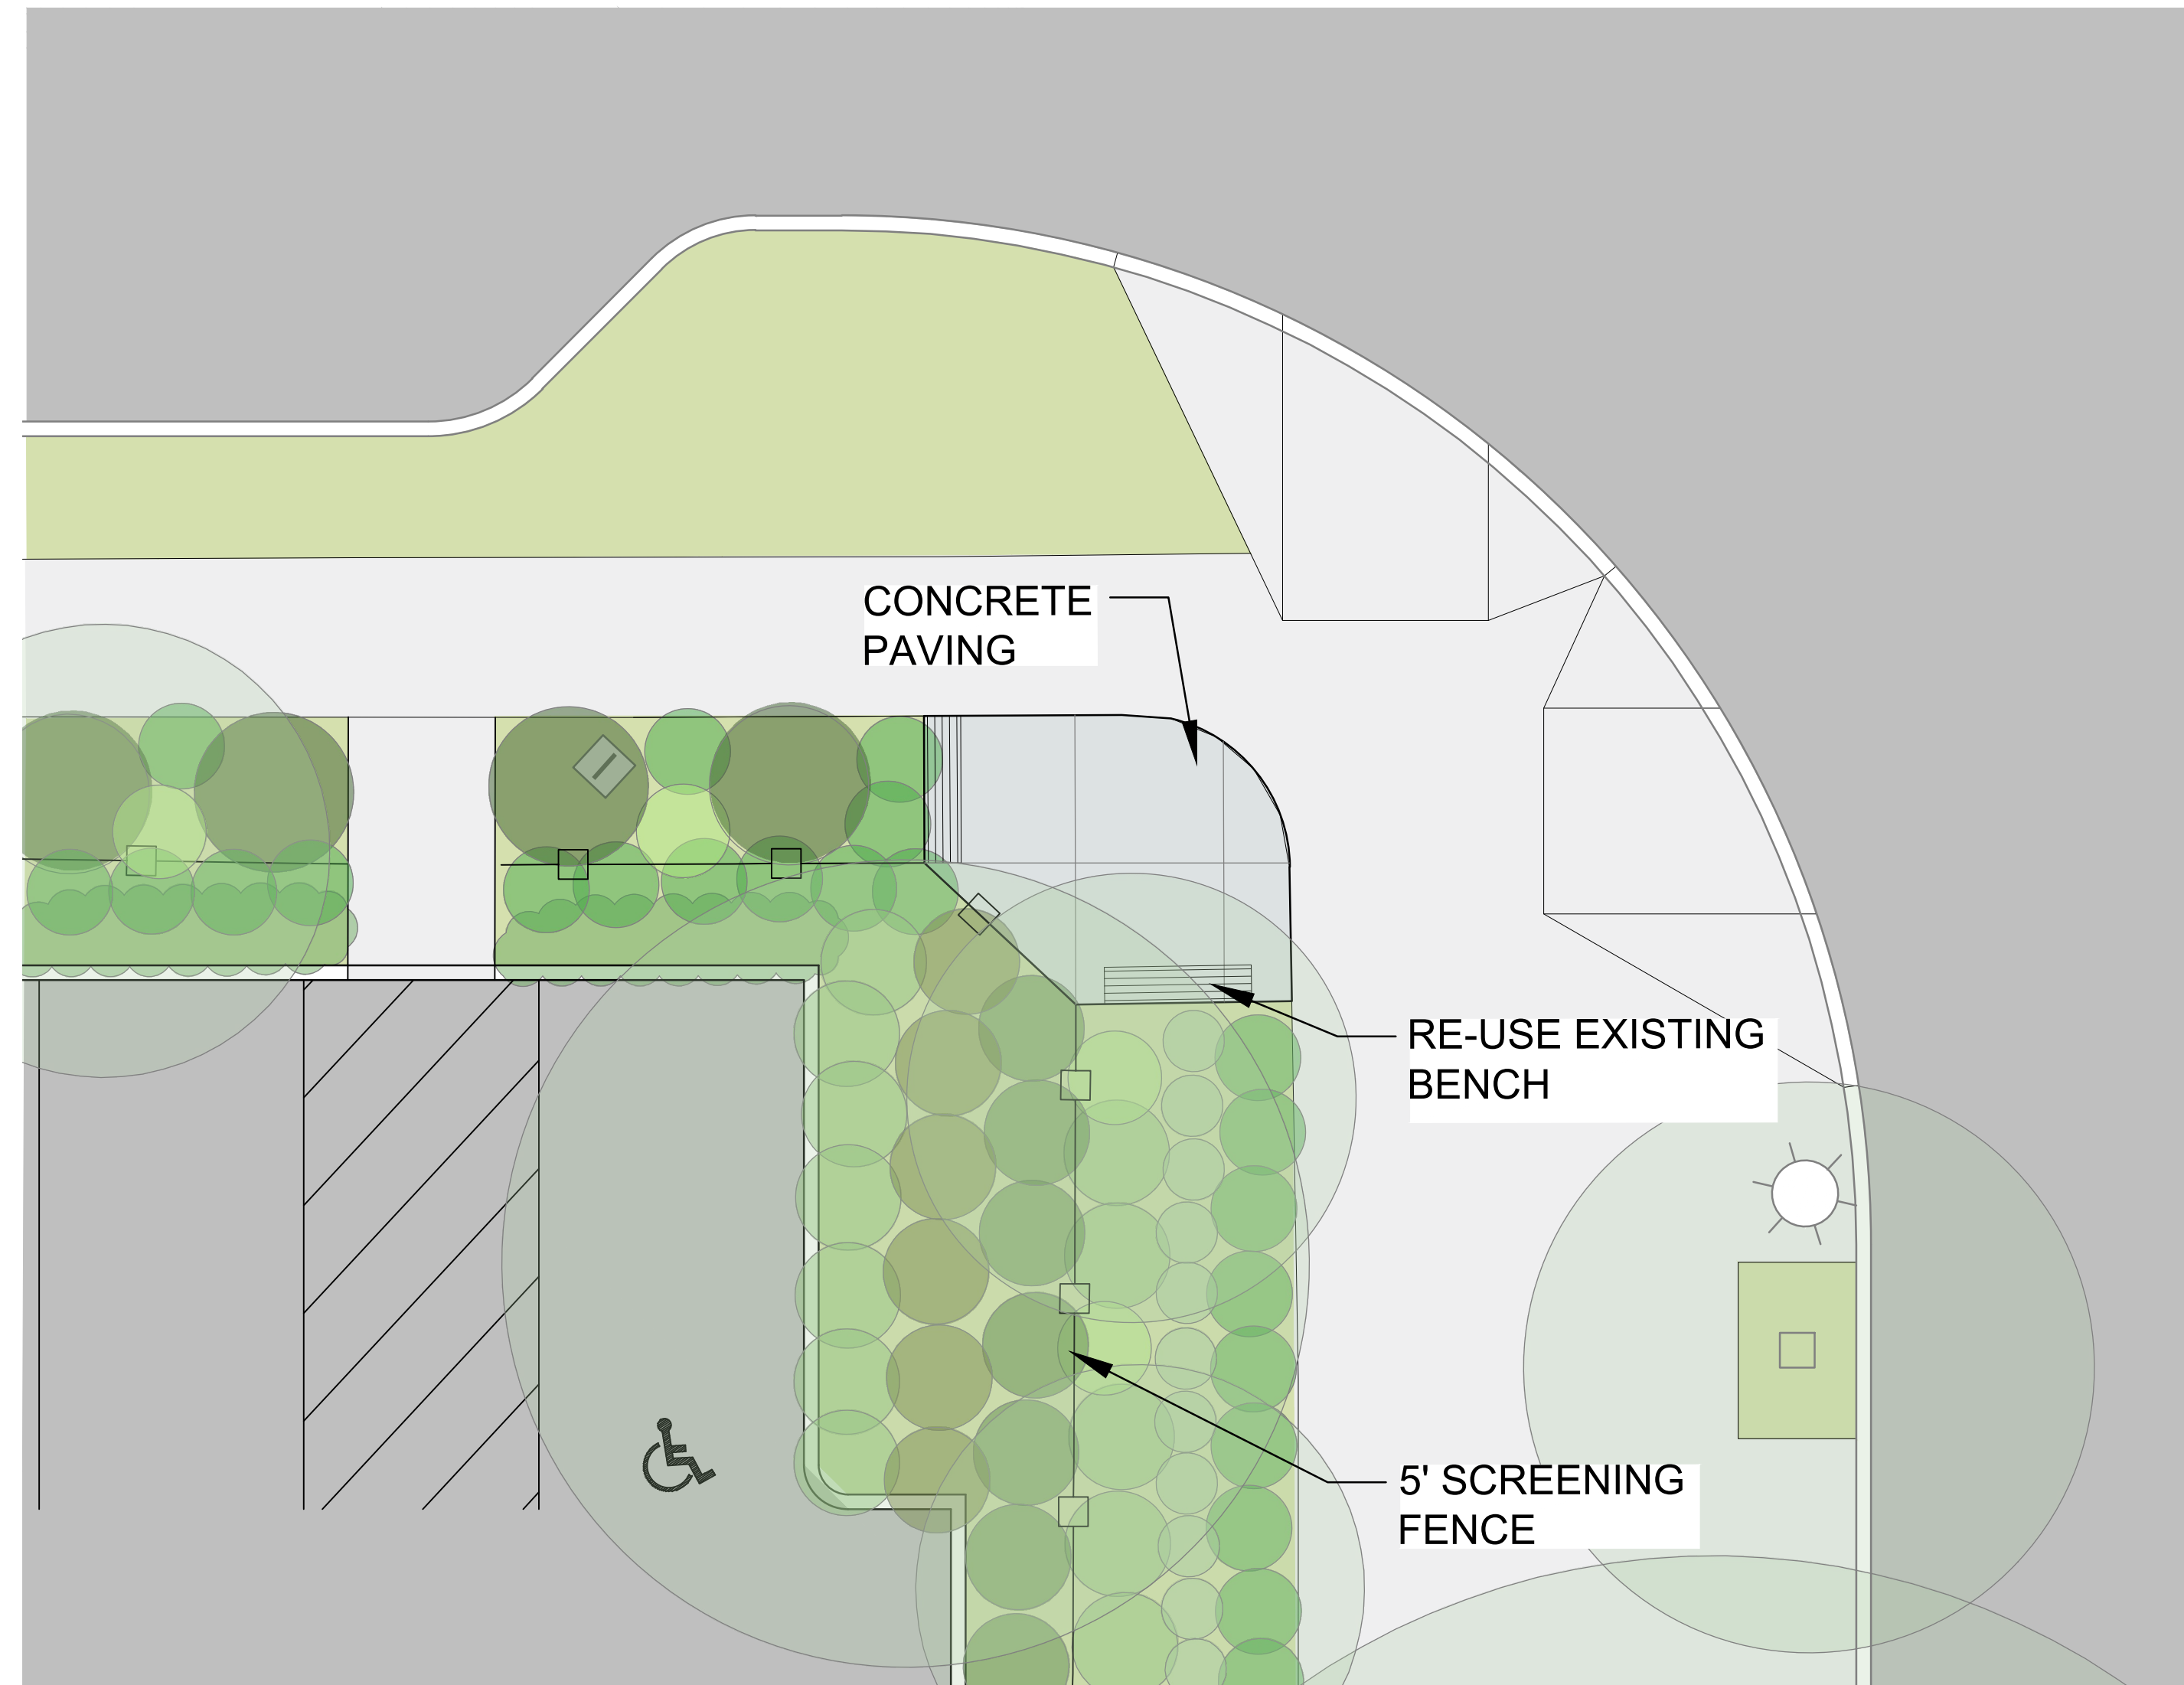 CONCRETE
PAVING
RE-USE EXISTING
BENCH
5' SCREENING
FENCE